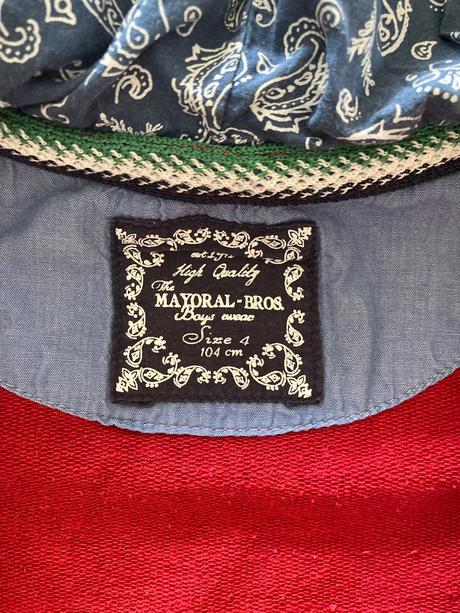 High Quality
The
MAYORAL-BROS.
Boys wear
Size 4
104 cm